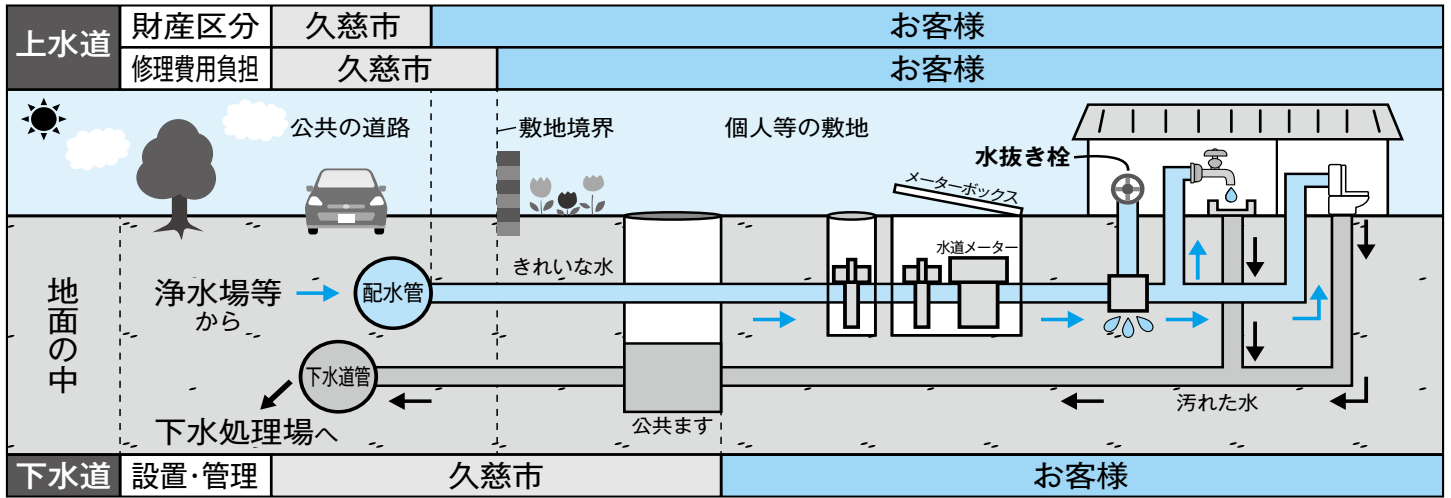 上水道
財産区分
久慈市
お客様
修理費用負担
久慈市
お客様
公共の道路
敷地境界
個人等の敷地
水抜き栓
メーターボックス
水道メーター
きれいな水
地面の中
浄水場等
から
配水管
下水道管
汚れた水
公共ます
下水処理場へ
下水道
設置・管理
久慈市
お客様